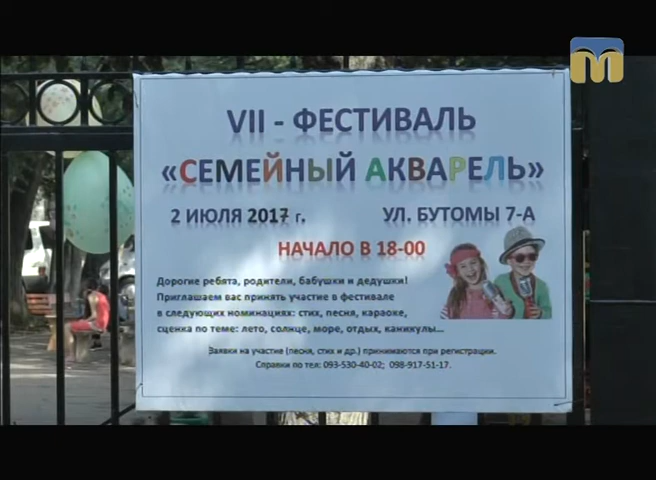 VII - ФЕСТИВАЛЬ
«СЕМЕЙНЫЙ АКВАРЕЛЬ»
2 ИЮЛЯ 2017 г. УЛ. БУТОМЫ 7-А
НАЧАЛО В 18-00
Дорогие ребята, родители, бабушки и дедушки!
Приглашаем вас принять участие в фестивале
в следующих номинациях: стих, песня, караоке,
сценка по теме: лето, солнце, море, отдых, каникулы...
Заявки на участие (песня, стих и др.) принимаются при регистрации.
Справки по тел: 093-530-40-02; 098-917-51-17.